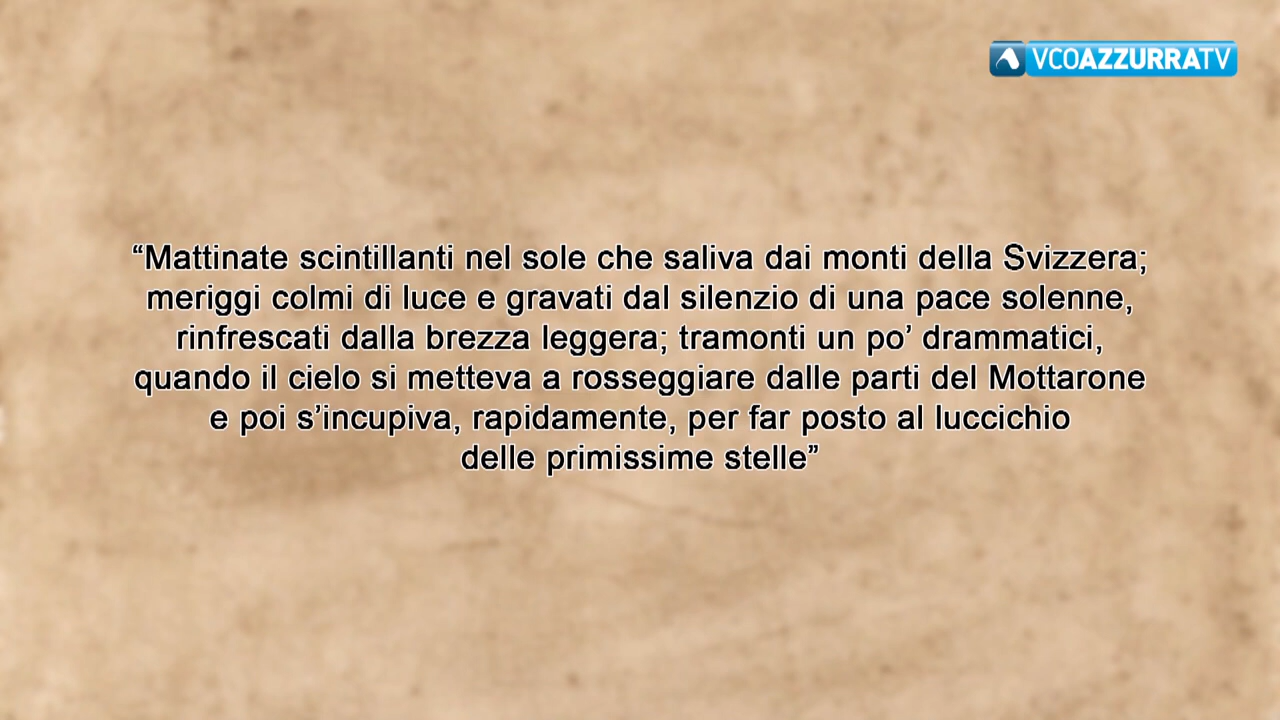 VCOAZZURRATV
“Mattinate scintillanti nel sole che saliva dai monti della Svizzera;
meriggi colmi di luce e gravati dal silenzio di una pace solenne,
rinfrescati dalla brezza leggera; tramonti un po’ drammatici,
quando il cielo si metteva a rosseggiare dalle parti del Mottarone
e poi s’incupiva, rapidamente, per far posto al luccichio
delle primissime stelle”